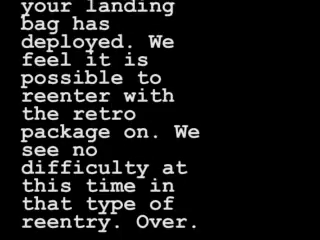 your landing
bag has
deployed. We
feel it is
possible to
reenter with
the retro
package on. We
see no
difficulty at
this time in
that type of
reentry. Over.